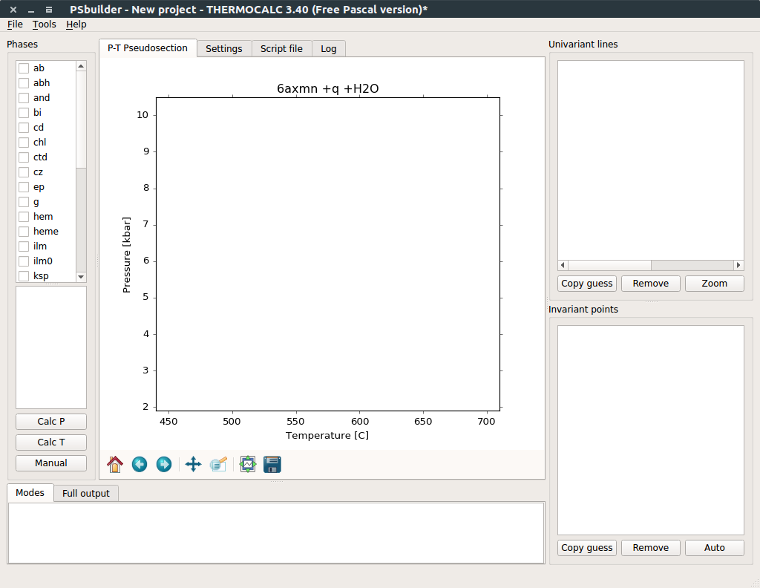 PSbuilder - New project - THERMOCALC 3.40 (Free Pascal version)*
File Tools Help
Phases
ab
abh
and
bi
cd
chl
ctd
cz
ep
g
hem
heme
ilm
ilm0
ksp
Calc P
Calc T
Manual
P-T Pseudosection Settings Script file Log
6axmn +q +H2O
Pressure [kbar]
10
9
8
7
6
5
4
3
2
450 500 550 600 650 700
Temperature [C]
Modes Full output
Univariant lines
Copy guess Remove Zoom
Invariant points
Copy guess Remove Auto